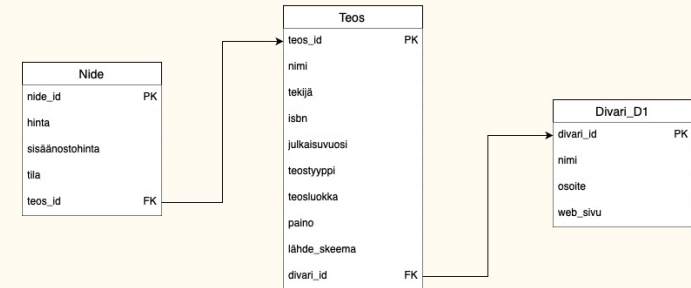 Nide
nide_id PK
hinta
sisäänostohinta
tila
teos_id FK
Teos
teos_id PK
nimi
tekijä
isbn
julkaisuvuosi
teostyyppi
teosluokka
paino
lähde_skeema
divari_id FK
Divari_D1
divari_id PK
nimi
osoite
web_sivu